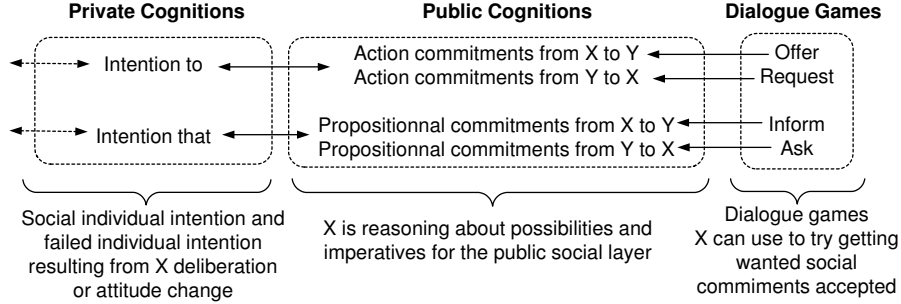 Private Cognitions
Public Cognitions
Dialogue Games
Intention to
Action commitments from X to Y
Action commitments from Y to X
Offer
Request
Intention that
Propositionnal commitments from X to Y
Propositionnal commitments from Y to X
Inform
Ask
Social individual intention and
failed individual intention
resulting from X deliberation
or attitude change
X is reasoning about possibilities and
imperatives for the public social layer
Dialogue games
X can use to try getting
wanted social
commiments accepted